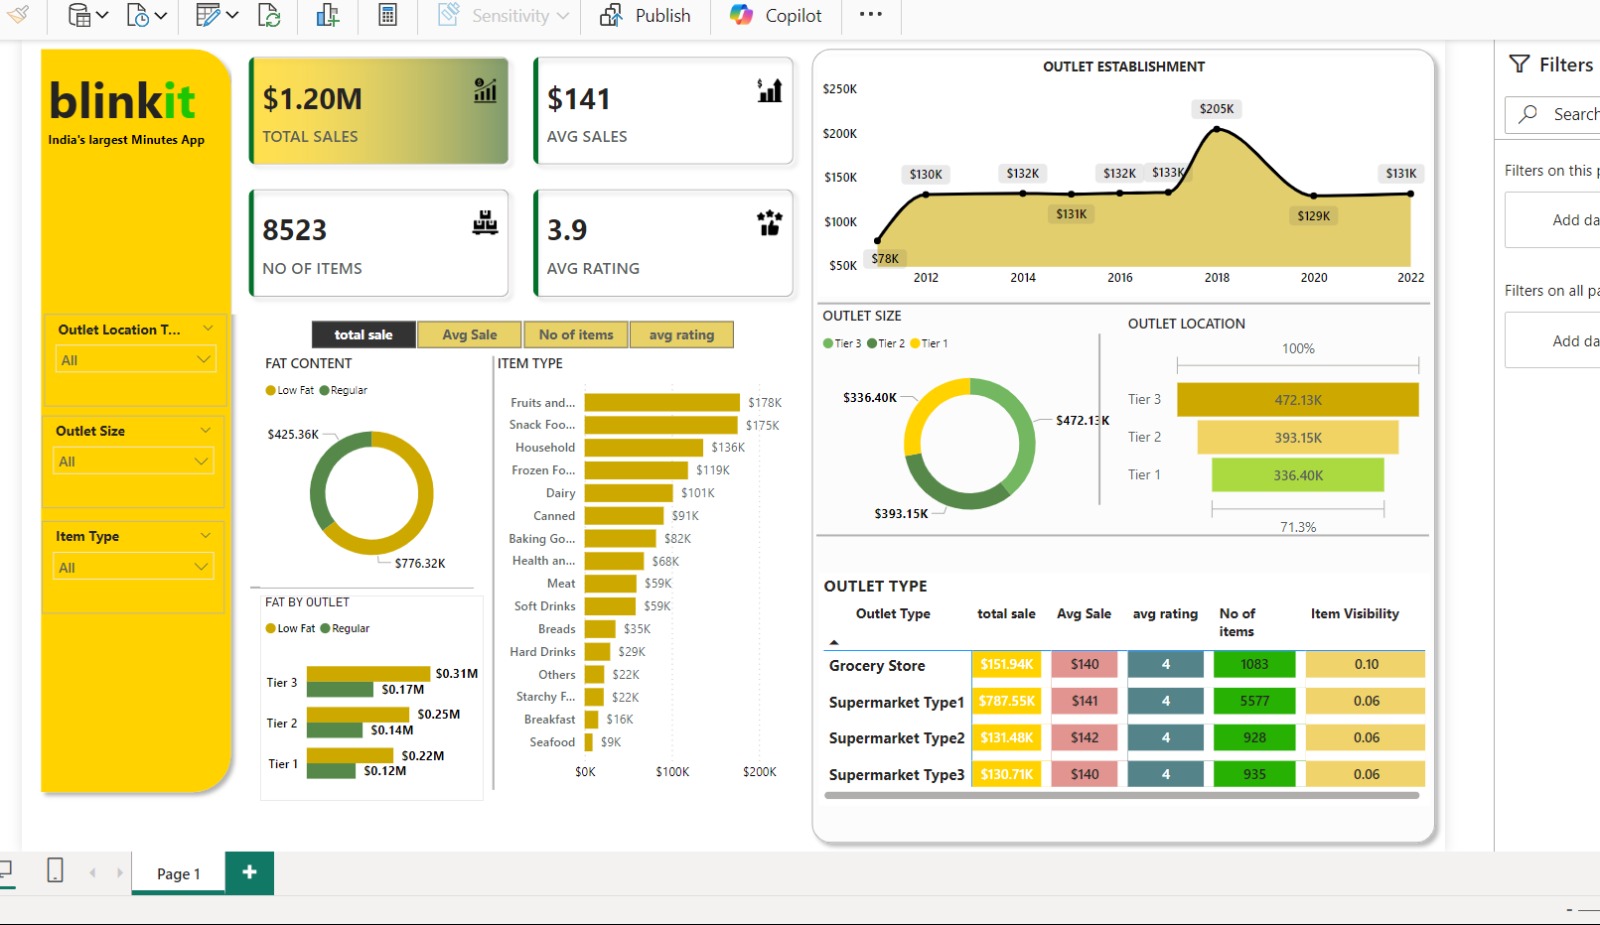 Sensitivity
Publish
Copilot
blinkit
India's largest Minutes App
Outlet Location T...
All
Outlet Size
All
Item Type
All
$1.20M
TOTAL SALES
$141
AVG SALES
8523
NO OF ITEMS
3.9
AVG RATING
total sale
Avg Sale
No of items
avg rating
FAT CONTENT
Low Fat Regular
$425.36K
$776.32K
FAT BY OUTLET
Low Fat Regular
Tier 3 $0.31M
$0.17M
Tier 2 $0.25M
$0.14M
Tier 1 $0.22M
$0.12M
ITEM TYPE
Fruits and... $178K
Snack Foo... $175K
Household $136K
Frozen Fo... $119K
Dairy $101K
Canned $91K
Baking Go... $82K
Health an... $68K
Meat $59K
Soft Drinks $59K
Breads $35K
Hard Drinks $29K
Others $22K
Starchy F... $22K
Breakfast $16K
Seafood $9K
$0K $100K $200K
OUTLET ESTABLISHMENT
$250K
$200K
$150K
$100K
$50K
$78K
$130K
$132K
$131K
$132K
$133K
$205K
$129K
$131K
2012 2014 2016 2018 2020 2022
OUTLET SIZE
Tier 3 Tier 2 Tier 1
$336.40K
$472.13K
$393.15K
OUTLET LOCATION
100%
Tier 3 472.13K
Tier 2 393.15K
Tier 1 336.40K
71.3%
OUTLET TYPE
Outlet Type total sale Avg Sale avg rating No of items Item Visibility
Grocery Store $151.94K $140 4 1083 0.10
Supermarket Type1 $787.55K $141 4 5577 0.06
Supermarket Type2 $131.48K $142 4 928 0.06
Supermarket Type3 $130.71K $140 4 935 0.06
Filters
Search
Filters on this p
Add da
Filters on all pa
Add da
Page 1